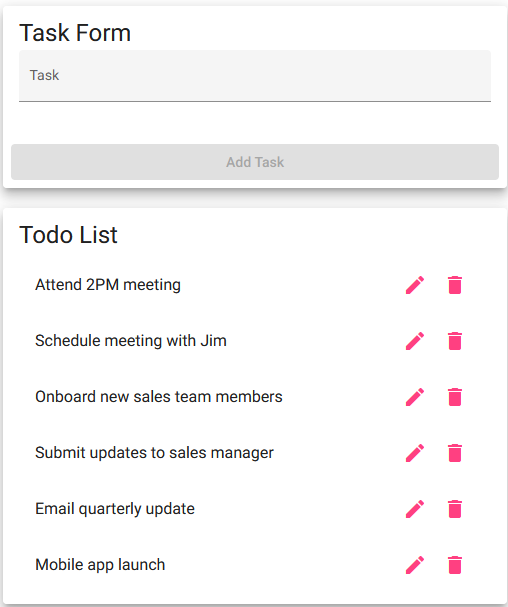 Task Form
Task
Add Task
Todo List
Attend 2PM meeting
Schedule meeting with Jim
Onboard new sales team members
Submit updates to sales manager
Email quarterly update
Mobile app launch